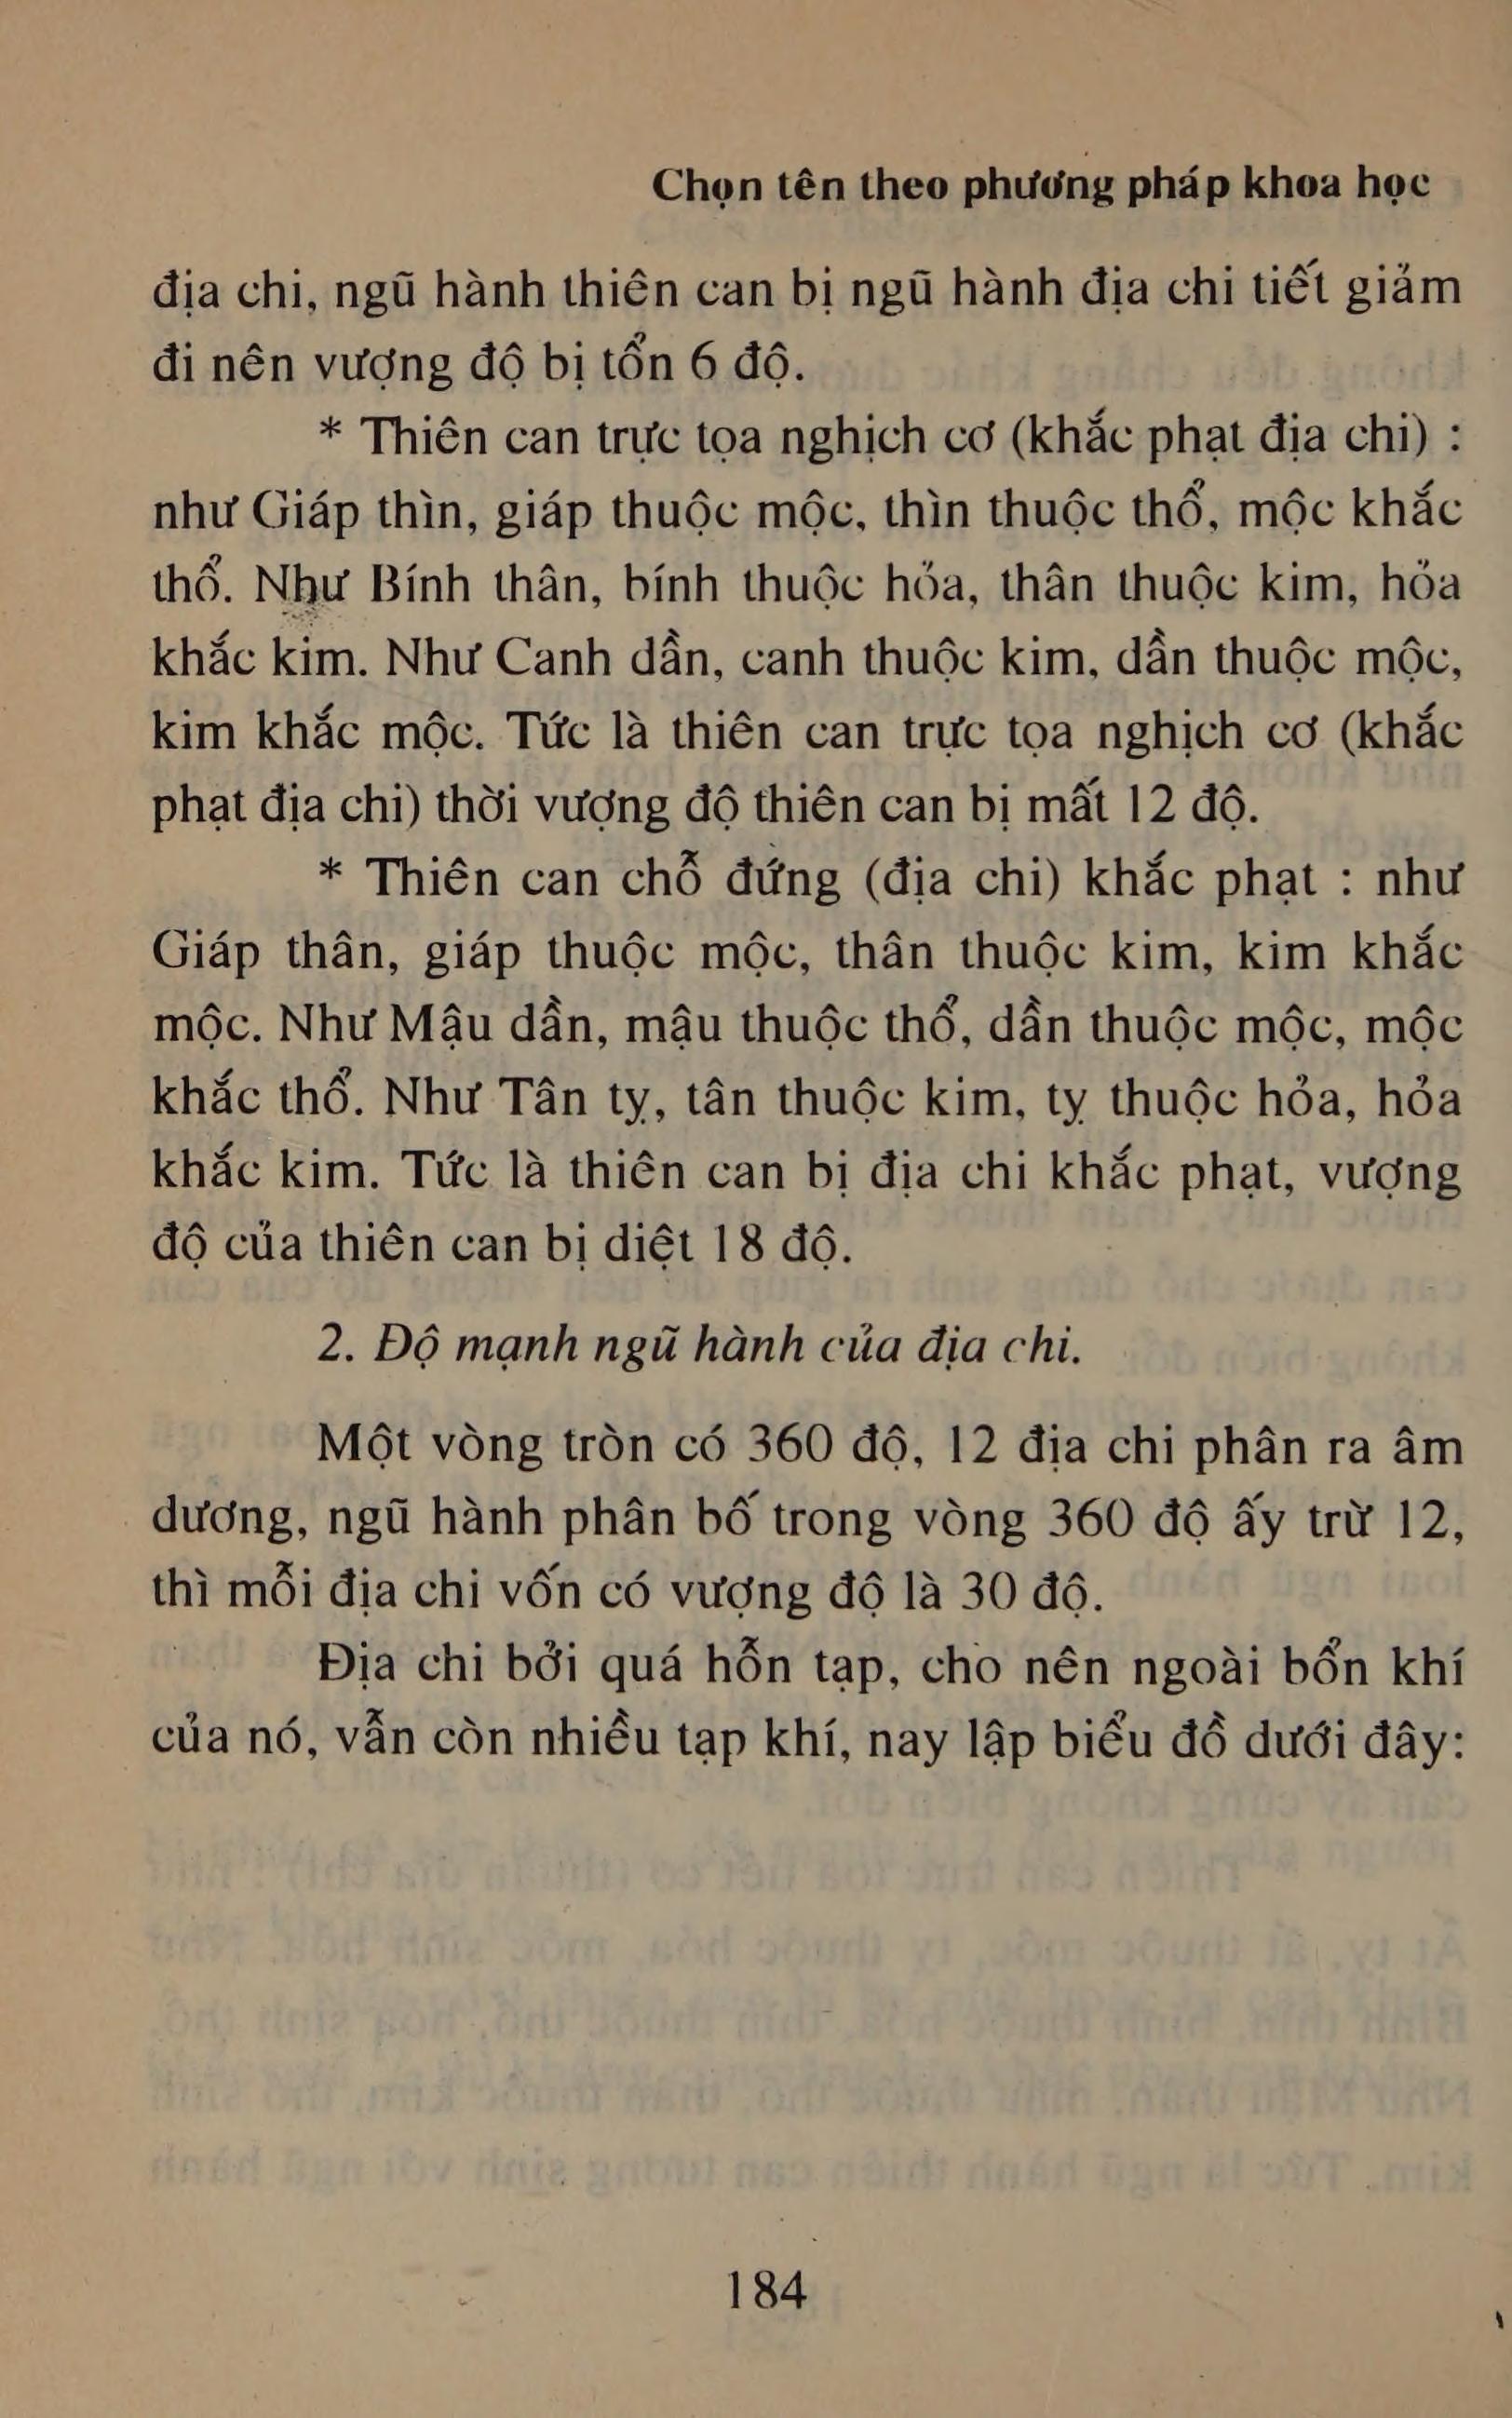 Chọn tên theo phương pháp khoa học
địa chi, ngũ hành thiên can bị ngũ hành địa chi tiết giảm
đi nên vượng độ bị tổn 6 độ.
* Thiên can trực tọa nghịch cơ (khắc phạt địa chi) :
như Giáp thìn, giáp thuộc mộc, thìn thuộc thổ, mộc khắc
thổ. Như Bính thân, bính thuộc hỏa, thân thuộc kim, hỏa
khắc kim. Như Canh dần, canh thuộc kim, dần thuộc mộc,
kim khắc mộc. Tức là thiên can trực tọa nghịch cơ (khắc
phạt địa chi) thời vượng độ thiên can bị mất 12 độ.
* Thiên can chỗ đứng (địa chi) khắc phạt : như
Giáp thân, giáp thuộc mộc, thân thuộc kim, kim khắc
mộc. Như Mậu dần, mậu thuộc thổ, dần thuộc mộc, mộc
khắc thổ. Như Tân tỵ, tân thuộc kim, tỵ thuộc hỏa, hỏa
khắc kim. Tức là thiên can bị địa chi khắc phạt, vượng
độ của thiên can bị diệt 18 độ.
2. Độ mạnh ngũ hành của địa chi.
Một vòng tròn có 360 độ, 12 địa chi phân ra âm
dương, ngũ hành phân bố trong vòng 360 độ ấy trừ 12,
thì mỗi địa chi vốn có vượng độ là 30 độ.
Địa chi bởi quá hỗn tạp, cho nên ngoài bổn khí
của nó, vẫn còn nhiều tạp khí, nay lập biểu đồ dưới đây:
184